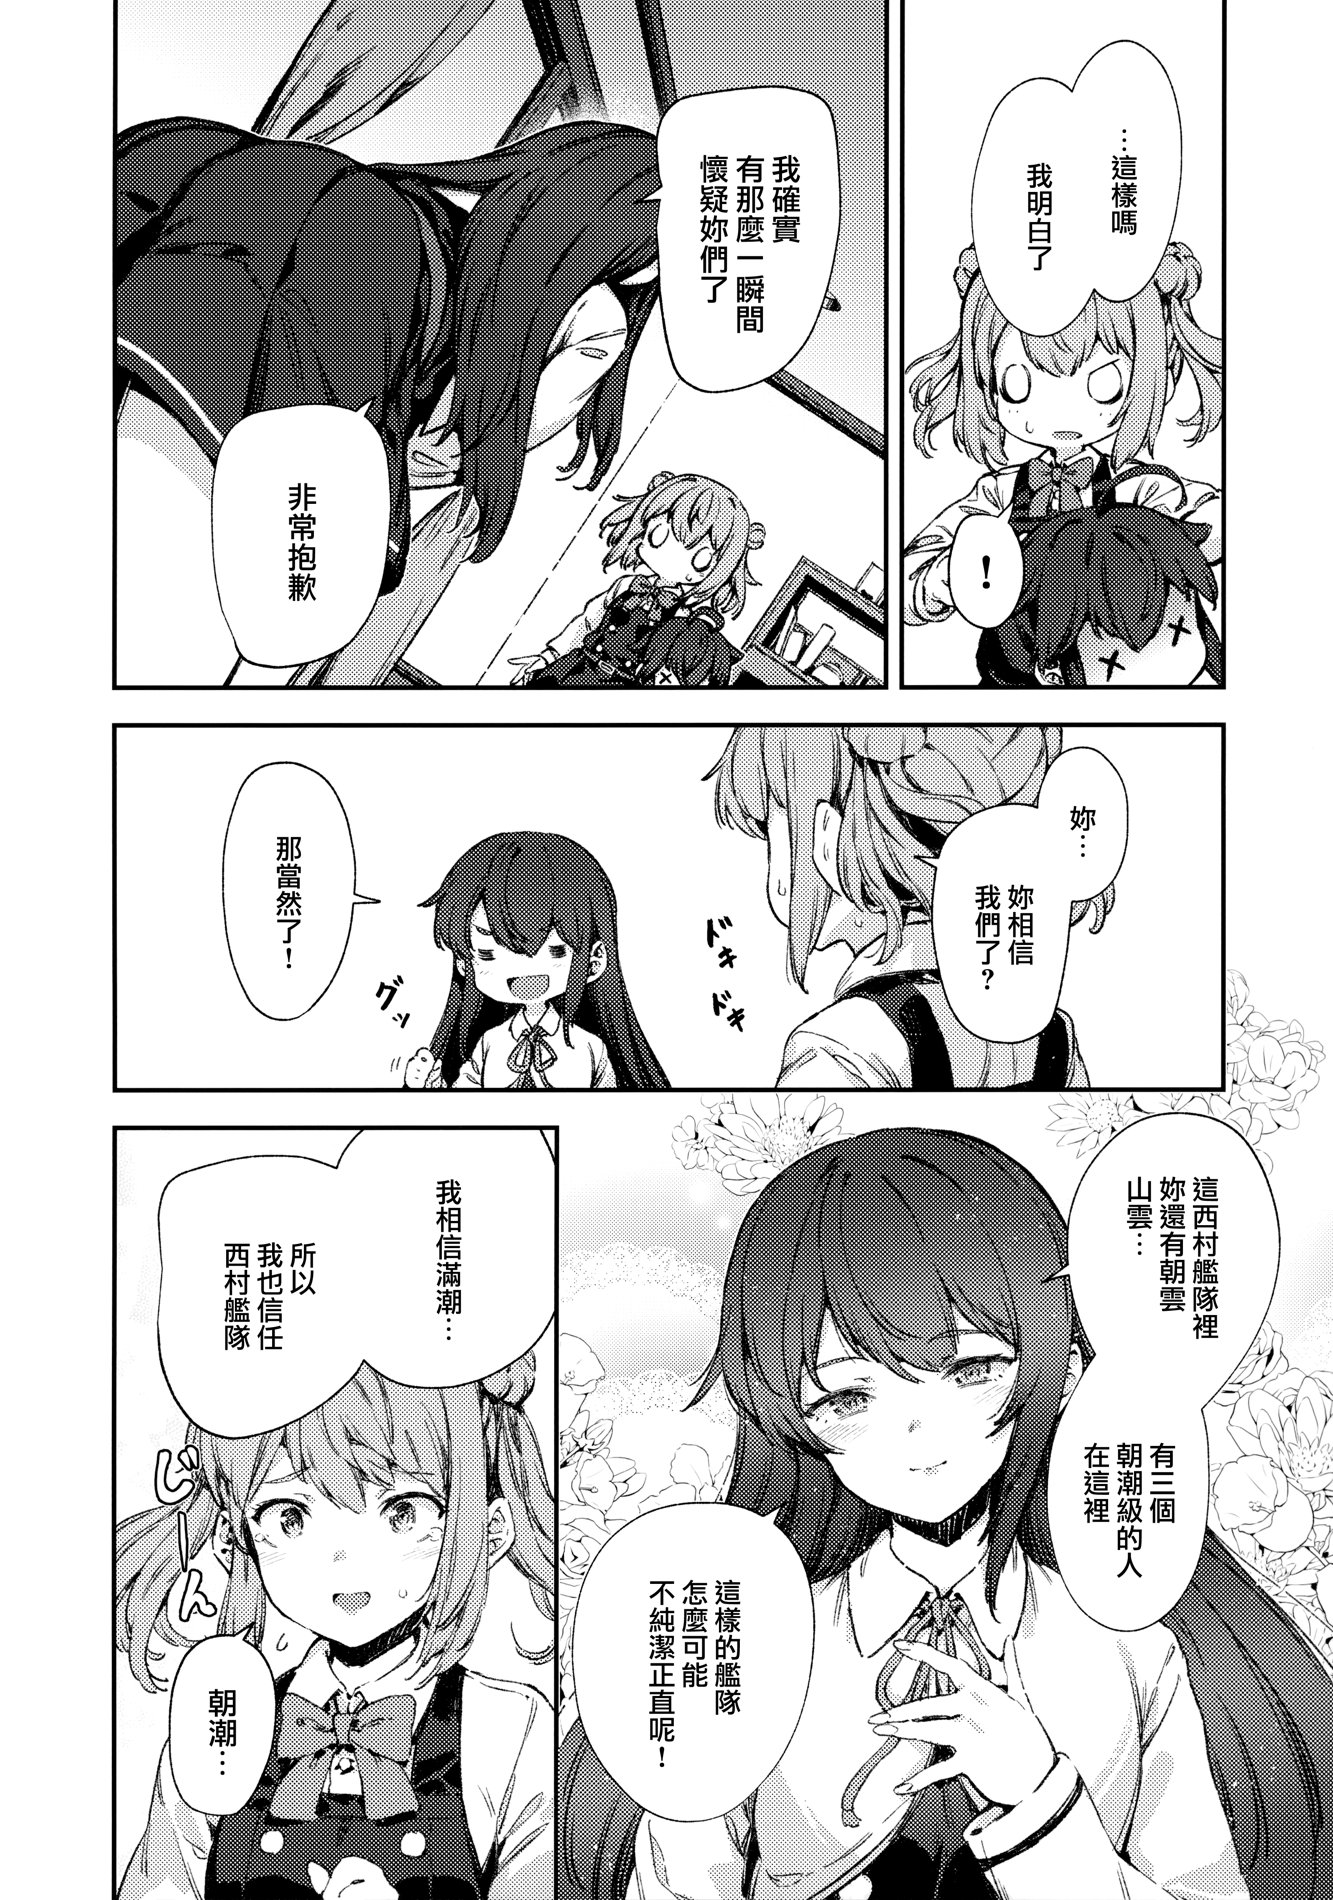 …這樣嗎
我明白了
！
我確實
有那麼一瞬間
懷疑妳們了
非常抱歉
妳…
妳相信
我們了？
ドキ
ドキ
那當然了！
グッ
這西村艦隊裡
妳還有朝雲
山雲…
有三個
朝潮級的人
在這裡
這樣的艦隊
怎麼可能
不純潔正直呢！
我相信滿潮…
所以
我也信任
西村艦隊
じーん
朝潮…